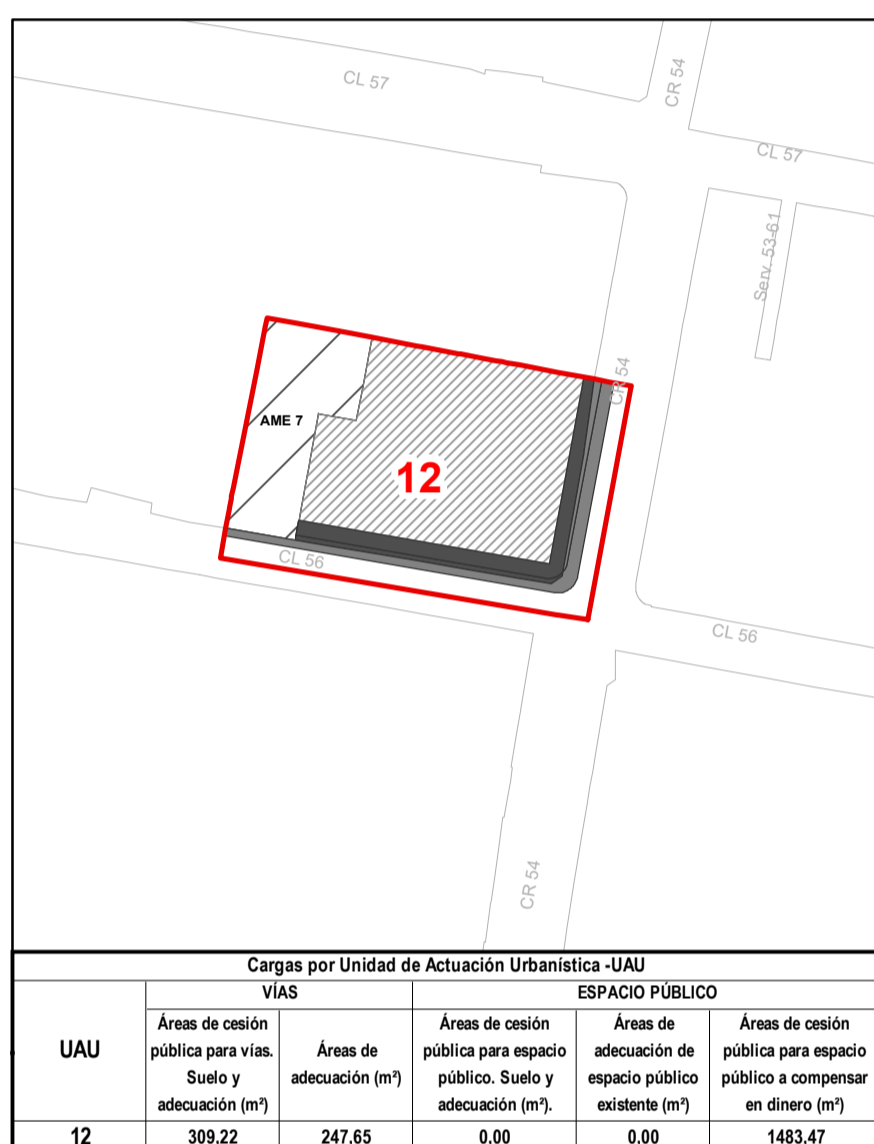 CL 57
CR 54
CL 57
Serv. 53-61
CR 54
AME 7
12
CL 56
CL 56
CR 54
Cargas por Unidad de Actuación Urbanística -UAU
UAU
VÍAS
ESPACIO PÚBLICO
Áreas de cesión
pública para vías.
Suelo y
adecuación (m²)
Áreas de
adecuación (m²)
Áreas de cesión
pública para espacio
público. Suelo y
adecuación (m²).
Áreas de
adecuación de
espacio público
existente (m²)
Áreas de cesión
pública para espacio
público a compensar
en dinero (m²)
12 309.22 247.65 0.00 0.00 1483.47